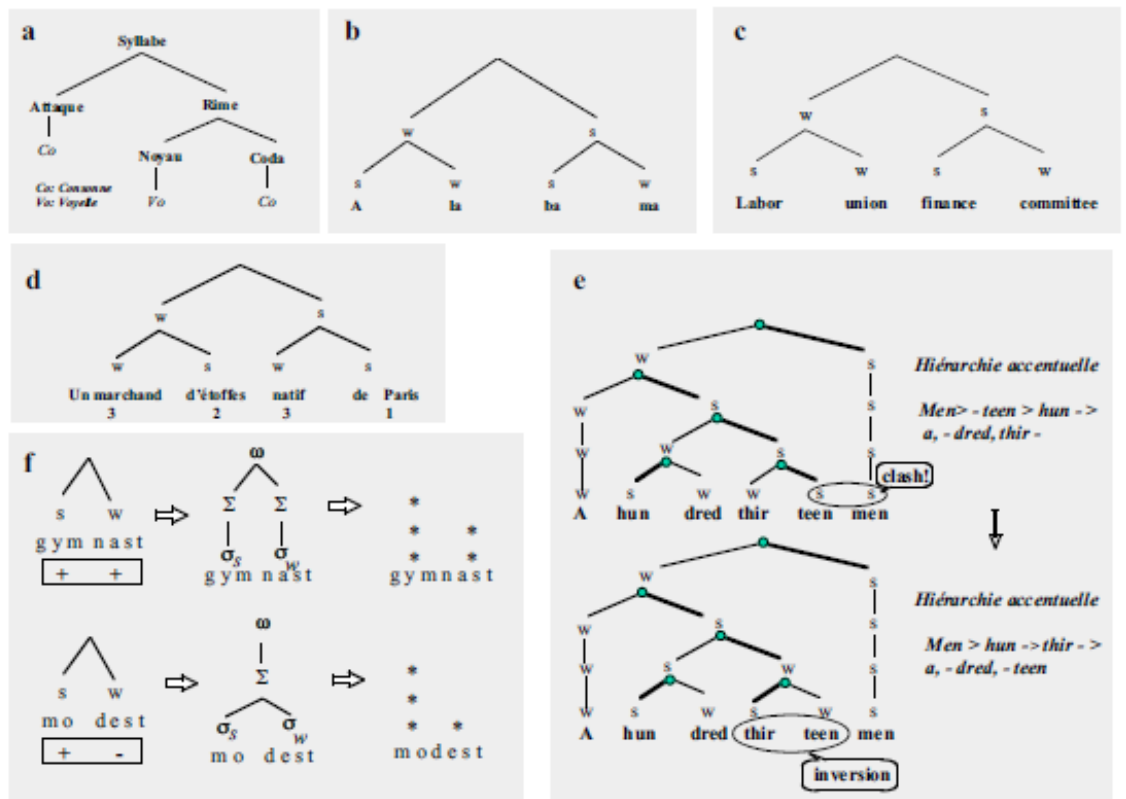 a
Syllabe
Attaque Rime
Co
Noyau Coda
Co: Consonne
Vo: Voyelle
Vo Co
b
w s
s w s w
A la ba ma
c
w s
s w s w
Labor union finance committee
d
w s
w s w s
Un marchand d'étoffes natif de Paris
3 2 3 1
e
W s
Hiérarchie accentuelle
W s s
Men> - teen > hun - >
a, - dred, thir -
W W s s
clash!
W s W W s s
A hun dred thir teen men
W s
Hiérarchie accentuelle
W s s
Men > hun -> thir - >
a, - dred, - teen
W s W s
W s W s W s
A hun dred thir teen men
inversion
f
s w
gym nast
+ +
ω
Σ Σ
σs σw
gym nast
*
* *
* *
gymnast
s w
mo dest
+ -
ω
Σ
σs σw
mo dest
*
*
* *
modest